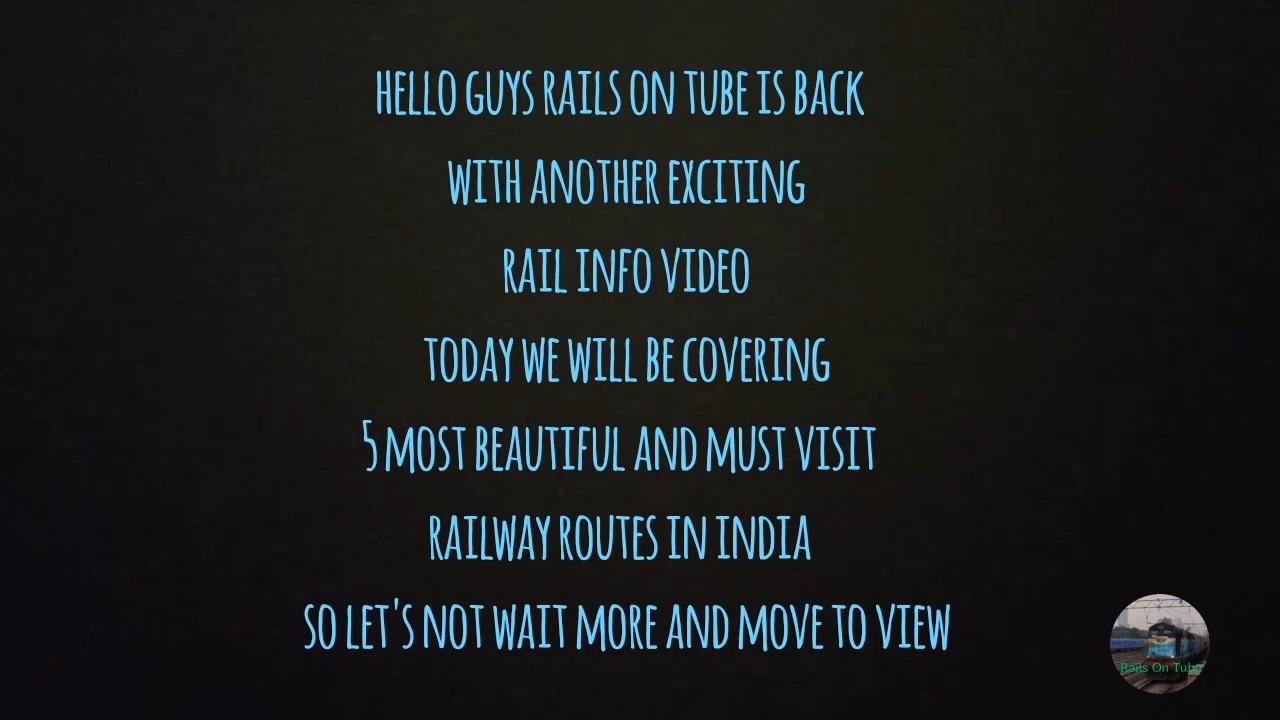 HELLO GUYS RAILS ON TUBE IS BACK
WITH ANOTHER EXCITING
RAIL INFO VIDEO
TODAY WE WILL BE COVERING
5 MOST BEAUTIFUL AND MUST VISIT
RAILWAY ROUTES IN INDIA
SO LET'S NOT WAIT MORE AND MOVE TO VIEW
Rails On Tube